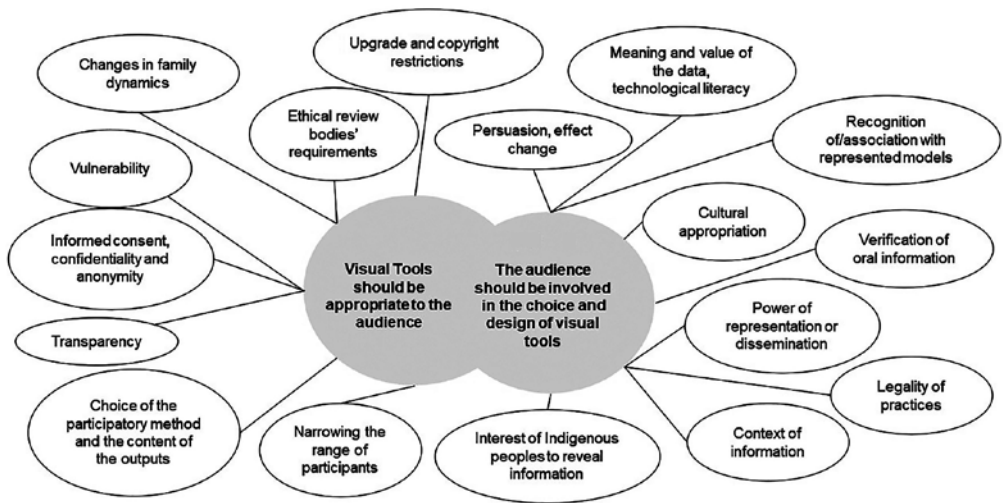 Changes in family
dynamics
Upgrade and copyright
restrictions
Meaning and value of
the data,
technological literacy
Ethical review
bodies'
requirements
Persuasion, effect
change
Recognition
of/association with
represented models
Vulnerability
Cultural
appropriation
Informed consent,
confidentiality and
anonymity
Verification of
oral information
Visual Tools
should be
appropriate to the
audience
The audience
should be involved
in the choice and
design of visual
tools
Power of
representation or
dissemination
Transparency
Legality of
practices
Choice of the
participatory method
and the content of
the outputs
Narrowing the
range of
participants
Interest of Indigenous
peoples to reveal
information
Context of
information